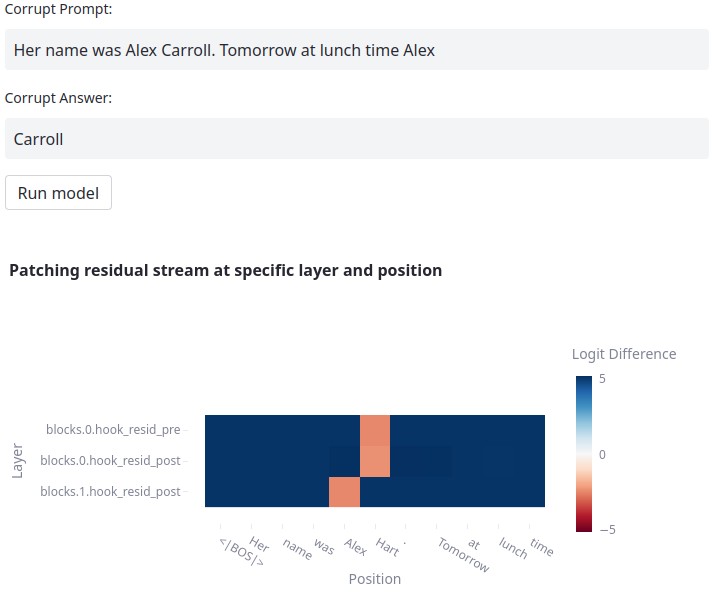 Corrupt Prompt:
Her name was Alex Carroll. Tomorrow at lunch time Alex
Corrupt Answer:
Carroll
Run model
Patching residual stream at specific layer and position
Logit Difference
5
0
−5
Layer
blocks.0.hook_resid_pre
blocks.0.hook_resid_post
blocks.1.hook_resid_post
<|BOS|>
Her
name
was
Alex
Hart
.
Tomorrow
at
lunch
time
Position